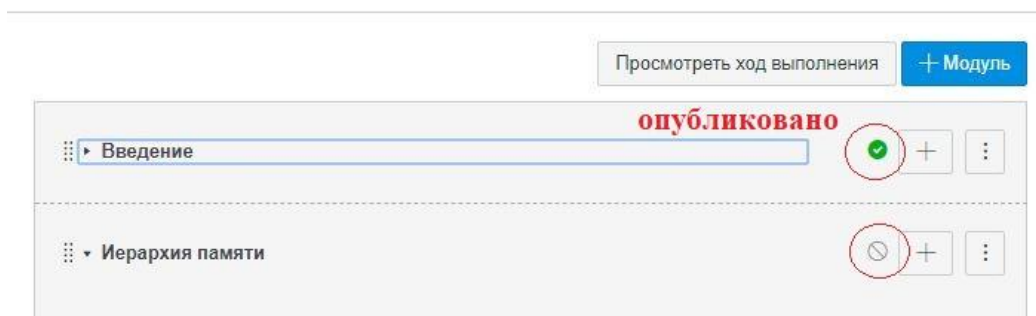 Просмотреть ход выполнения
+ Модуль
опубликовано
Введение
Иерархия памяти